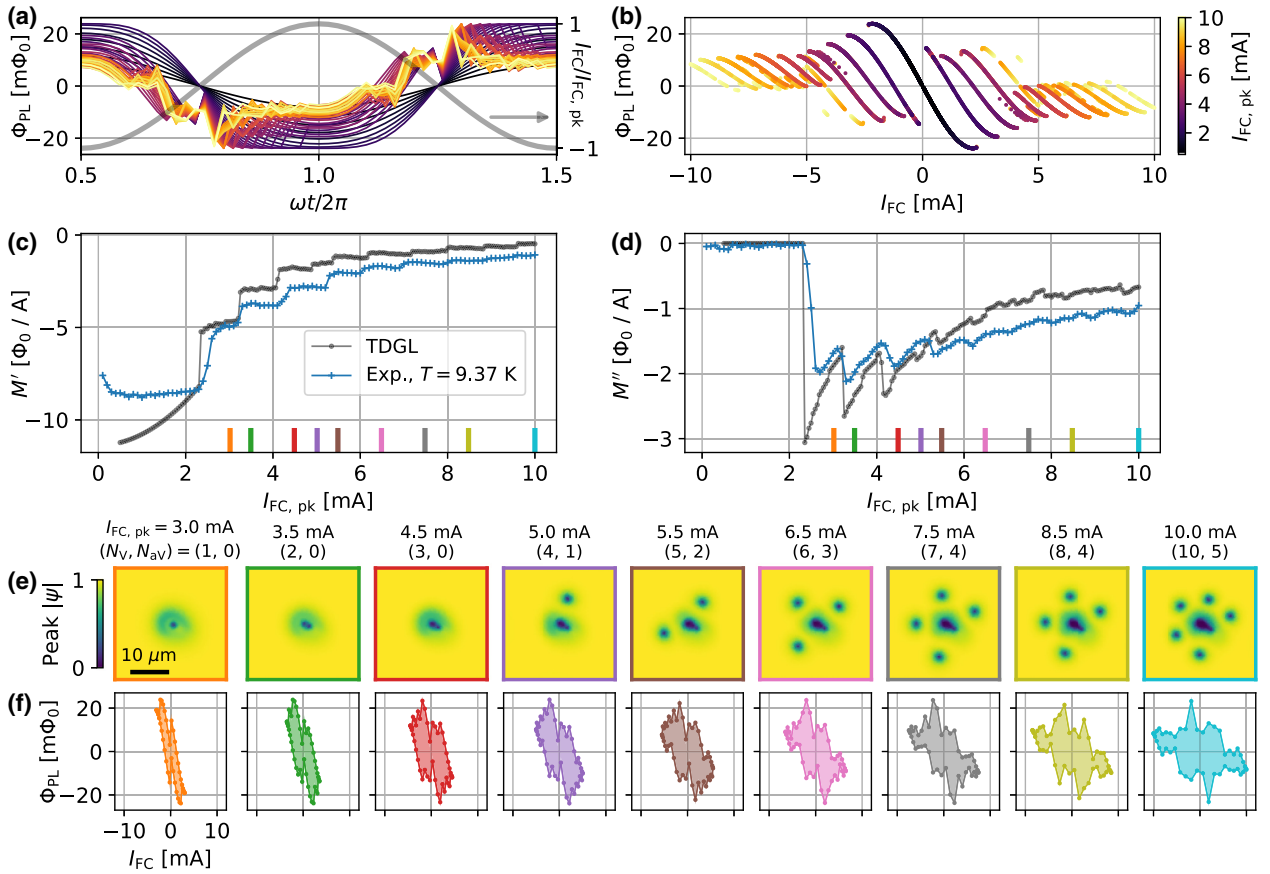 (a)
Φ_PL [mΦ_0]
20
0
−20
0.5
1.0
1.5
ωt/2π
1
−1
I_FC/I_FC, pk
(b)
Φ_PL [mΦ_0]
20
0
−20
−10
−5
0
5
10
I_FC [mA]
10
8
6
4
2
I_FC, pk [mA]
(c)
M′ [Φ_0 / A]
0
−5
−10
TDGL
Exp., T = 9.37 K
0
2
4
6
8
10
I_FC, pk [mA]
(d)
M″ [Φ_0 / A]
0
−1
−2
−3
0
2
4
6
8
10
I_FC, pk [mA]
I_FC, pk = 3.0 mA
(N_V, N_aV) = (1, 0)
3.5 mA
(2, 0)
4.5 mA
(3, 0)
5.0 mA
(4, 1)
5.5 mA
(5, 2)
6.5 mA
(6, 3)
7.5 mA
(7, 4)
8.5 mA
(8, 4)
10.0 mA
(10, 5)
(e)
Peak |ψ|
1
0
10 μm
(f)
Φ_PL [mΦ_0]
20
0
−20
−10
0
10
I_FC [mA]